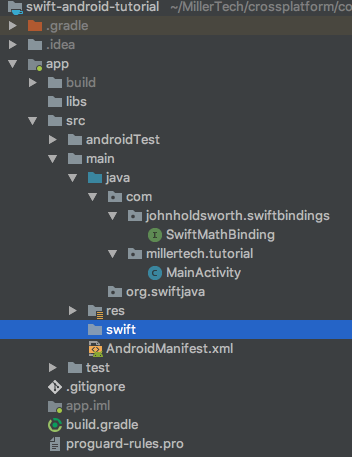 swift-android-tutorial ~/MillerTech/crossplatform/co
.gradle
.idea
app
build
libs
src
androidTest
main
java
com
johnholdsworth.swiftbindings
SwiftMathBinding
millertech.tutorial
MainActivity
org.swiftjava
res
swift
AndroidManifest.xml
test
.gitignore
app.iml
build.gradle
proguard-rules.pro